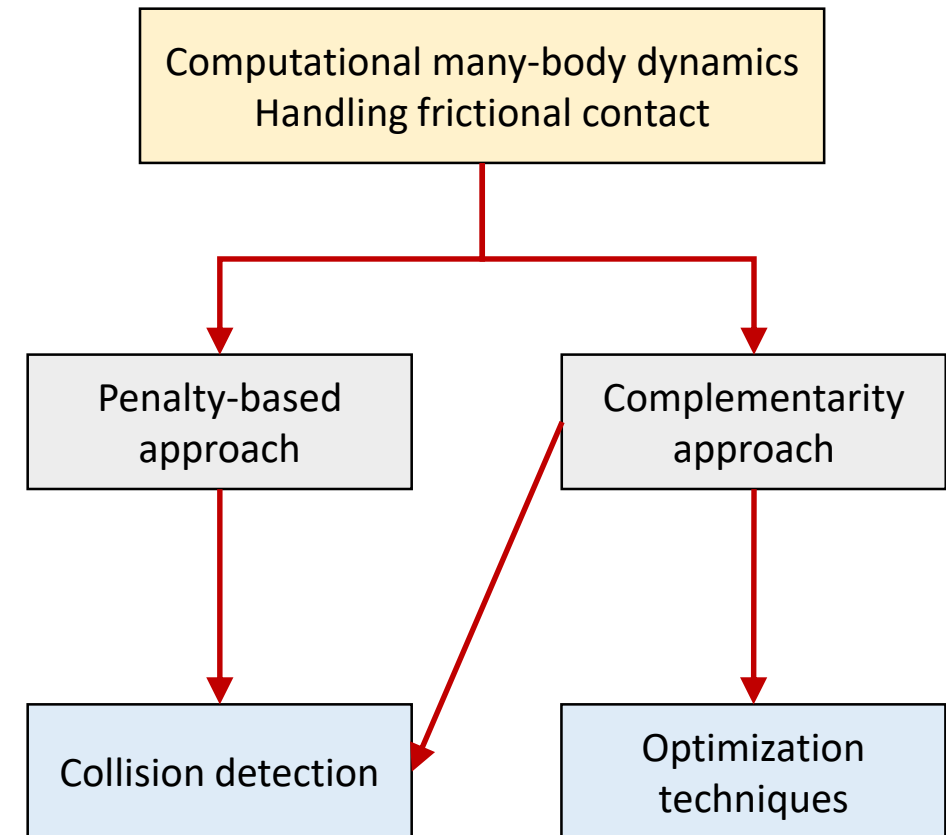 Computational many-body dynamics
Handling frictional contact
Penalty-based
approach
Complementarity
approach
Collision detection
Optimization
techniques